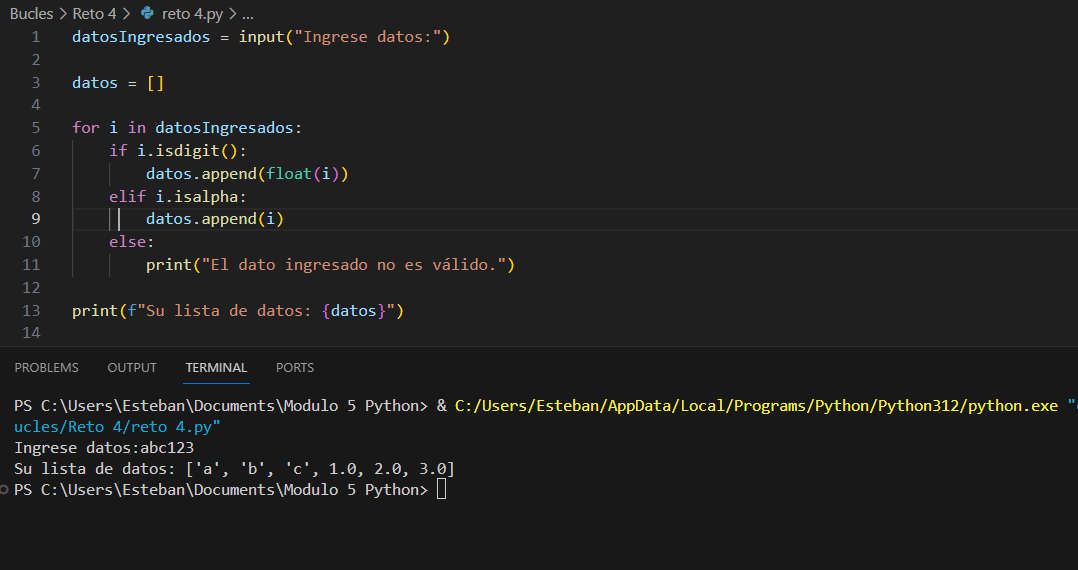 Bucles > Reto 4 > reto 4.py > ...
1 datosIngresados = input("Ingrese datos:")
2
3 datos = []
4
5 for i in datosIngresados:
6     if i.isdigit():
7         datos.append(float(i))
8     elif i.isalpha:
9         datos.append(i)
10     else:
11         print("El dato ingresado no es válido.")
12
13 print(f"Su lista de datos: {datos}")
14
PROBLEMS OUTPUT TERMINAL PORTS
PS C:\Users\Esteban\Documents\Modulo 5 Python> & C:/Users/Esteban/AppData/Local/Programs/Python/Python312/python.exe "
ucles/Reto 4/reto 4.py"
Ingrese datos:abc123
Su lista de datos: ['a', 'b', 'c', 1.0, 2.0, 3.0]
PS C:\Users\Esteban\Documents\Modulo 5 Python>